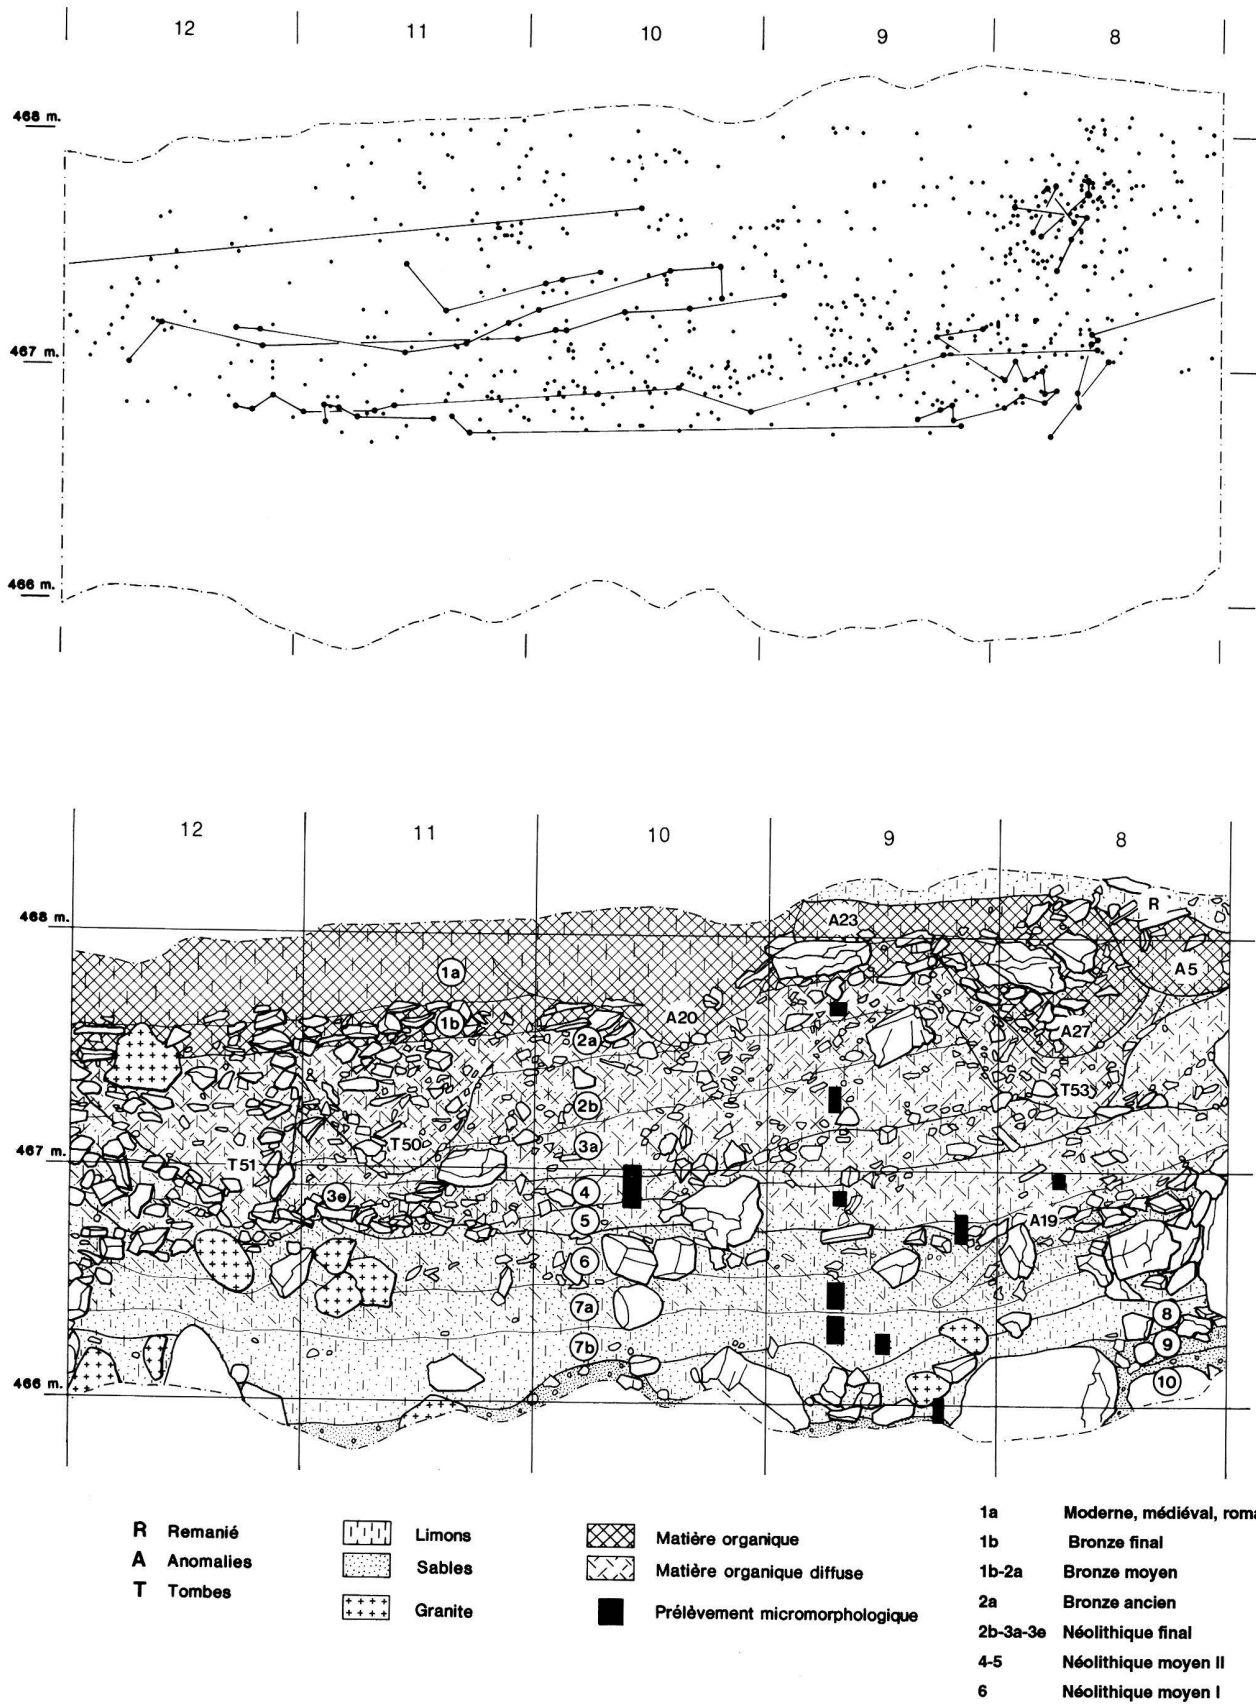 12 11 10 9 8
468 m.
467 m.
466 m.
12 11 10 9 8
468 m.
R
A23
1a
A5
1b
A20
2a
A27
2b
T53
T50
3a
467 m.
T51
3e
4
5
A19
6
7a
8
7b
9
10
466 m.
R Remanié
A Anomalies
T Tombes
Limons
Sables
Granite
Matière organique
Matière organique diffuse
Prélèvement micromorphologique
1a Moderne, médiéval, roma
1b Bronze final
1b-2a Bronze moyen
2a Bronze ancien
2b-3a-3e Néolithique final
4-5 Néolithique moyen II
6 Néolithique moyen I